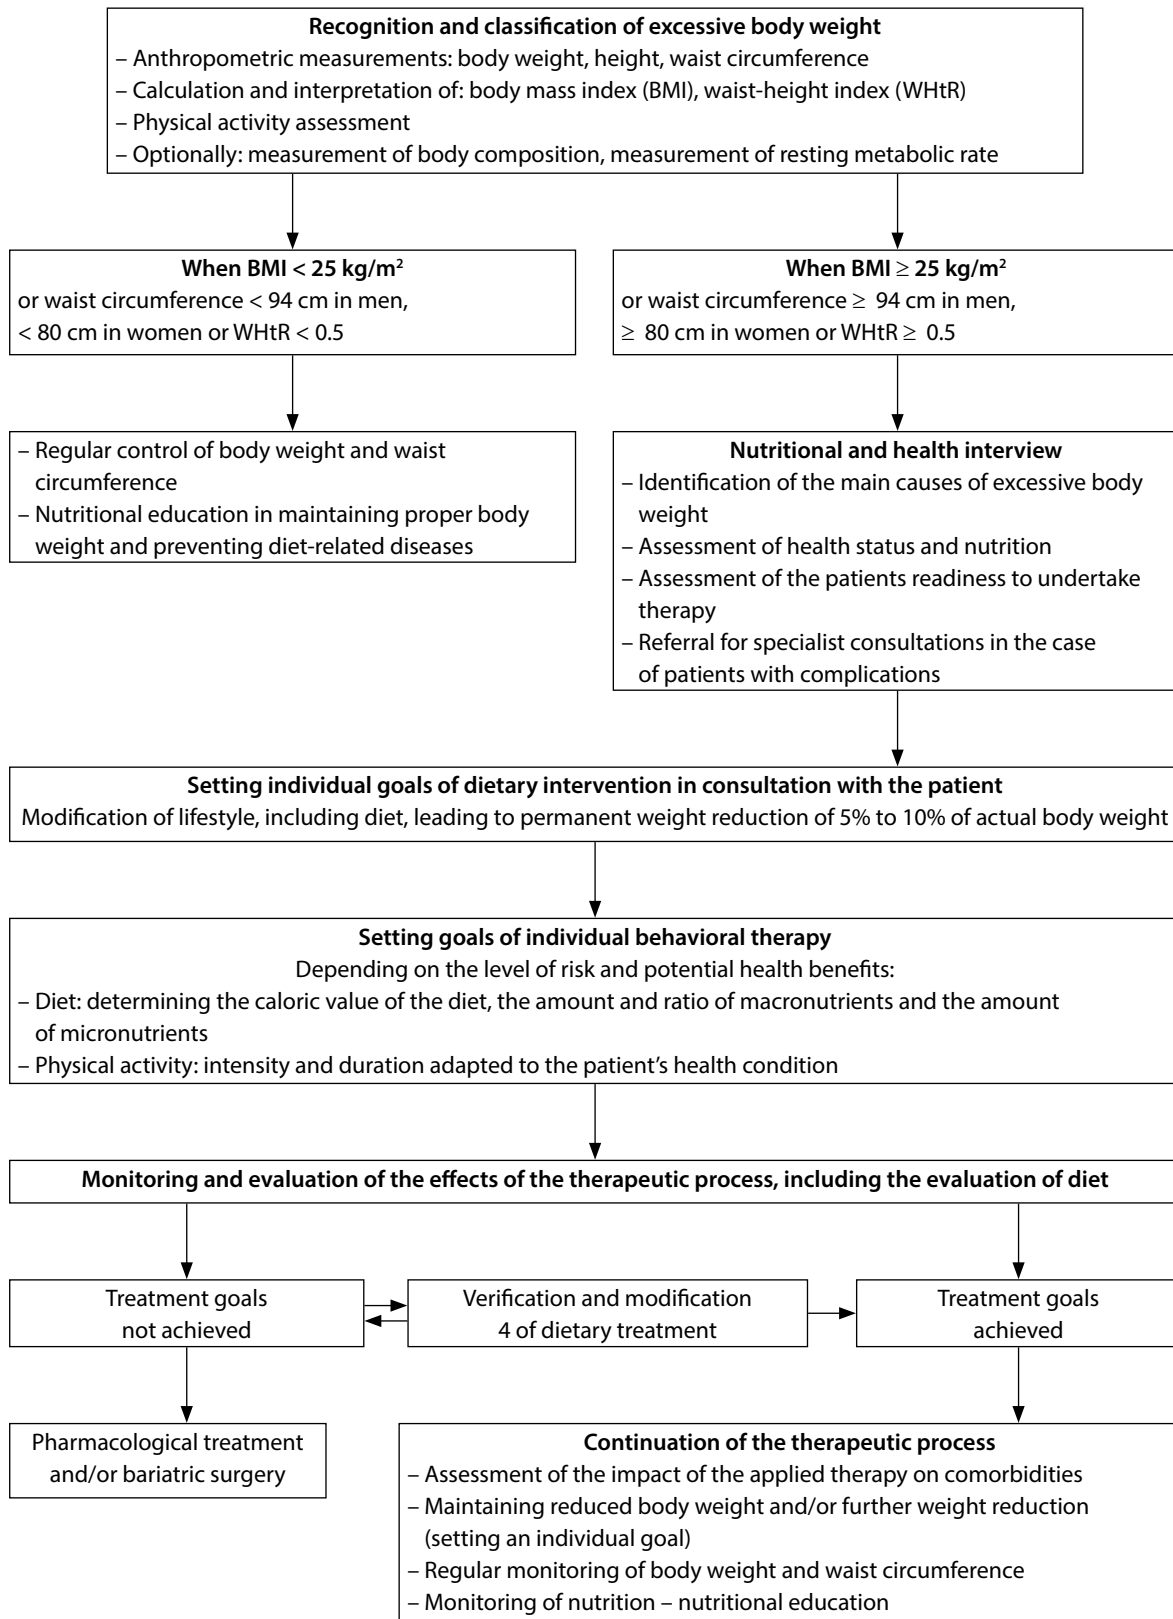 Recognition and classification of excessive body weight
– Anthropometric measurements: body weight, height, waist circumference
– Calculation and interpretation of: body mass index (BMI), waist-height index (WHtR)
– Physical activity assessment
– Optionally: measurement of body composition, measurement of resting metabolic rate
When BMI < 25 kg/m²
or waist circumference < 94 cm in men,
< 80 cm in women or WHtR < 0.5
When BMI ≥ 25 kg/m²
or waist circumference ≥ 94 cm in men,
≥ 80 cm in women or WHtR ≥ 0.5
– Regular control of body weight and waist
circumference
– Nutritional education in maintaining proper body
weight and preventing diet-related diseases
Nutritional and health interview
– Identification of the main causes of excessive body
weight
– Assessment of health status and nutrition
– Assessment of the patients readiness to undertake
therapy
– Referral for specialist consultations in the case
of patients with complications
Setting individual goals of dietary intervention in consultation with the patient
Modification of lifestyle, including diet, leading to permanent weight reduction of 5% to 10% of actual body weight
Setting goals of individual behavioral therapy
Depending on the level of risk and potential health benefits:
– Diet: determining the caloric value of the diet, the amount and ratio of macronutrients and the amount
of micronutrients
– Physical activity: intensity and duration adapted to the patient's health condition
Monitoring and evaluation of the effects of the therapeutic process, including the evaluation of diet
Treatment goals
not achieved
Verification and modification
4 of dietary treatment
Treatment goals
achieved
Pharmacological treatment
and/or bariatric surgery
Continuation of the therapeutic process
– Assessment of the impact of the applied therapy on comorbidities
– Maintaining reduced body weight and/or further weight reduction
(setting an individual goal)
– Regular monitoring of body weight and waist circumference
– Monitoring of nutrition – nutritional education